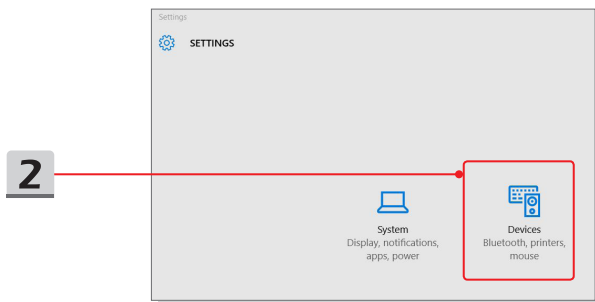 Settings
SETTINGS
2
System
Display, notifications,
apps, power
Devices
Bluetooth, printers,
mouse